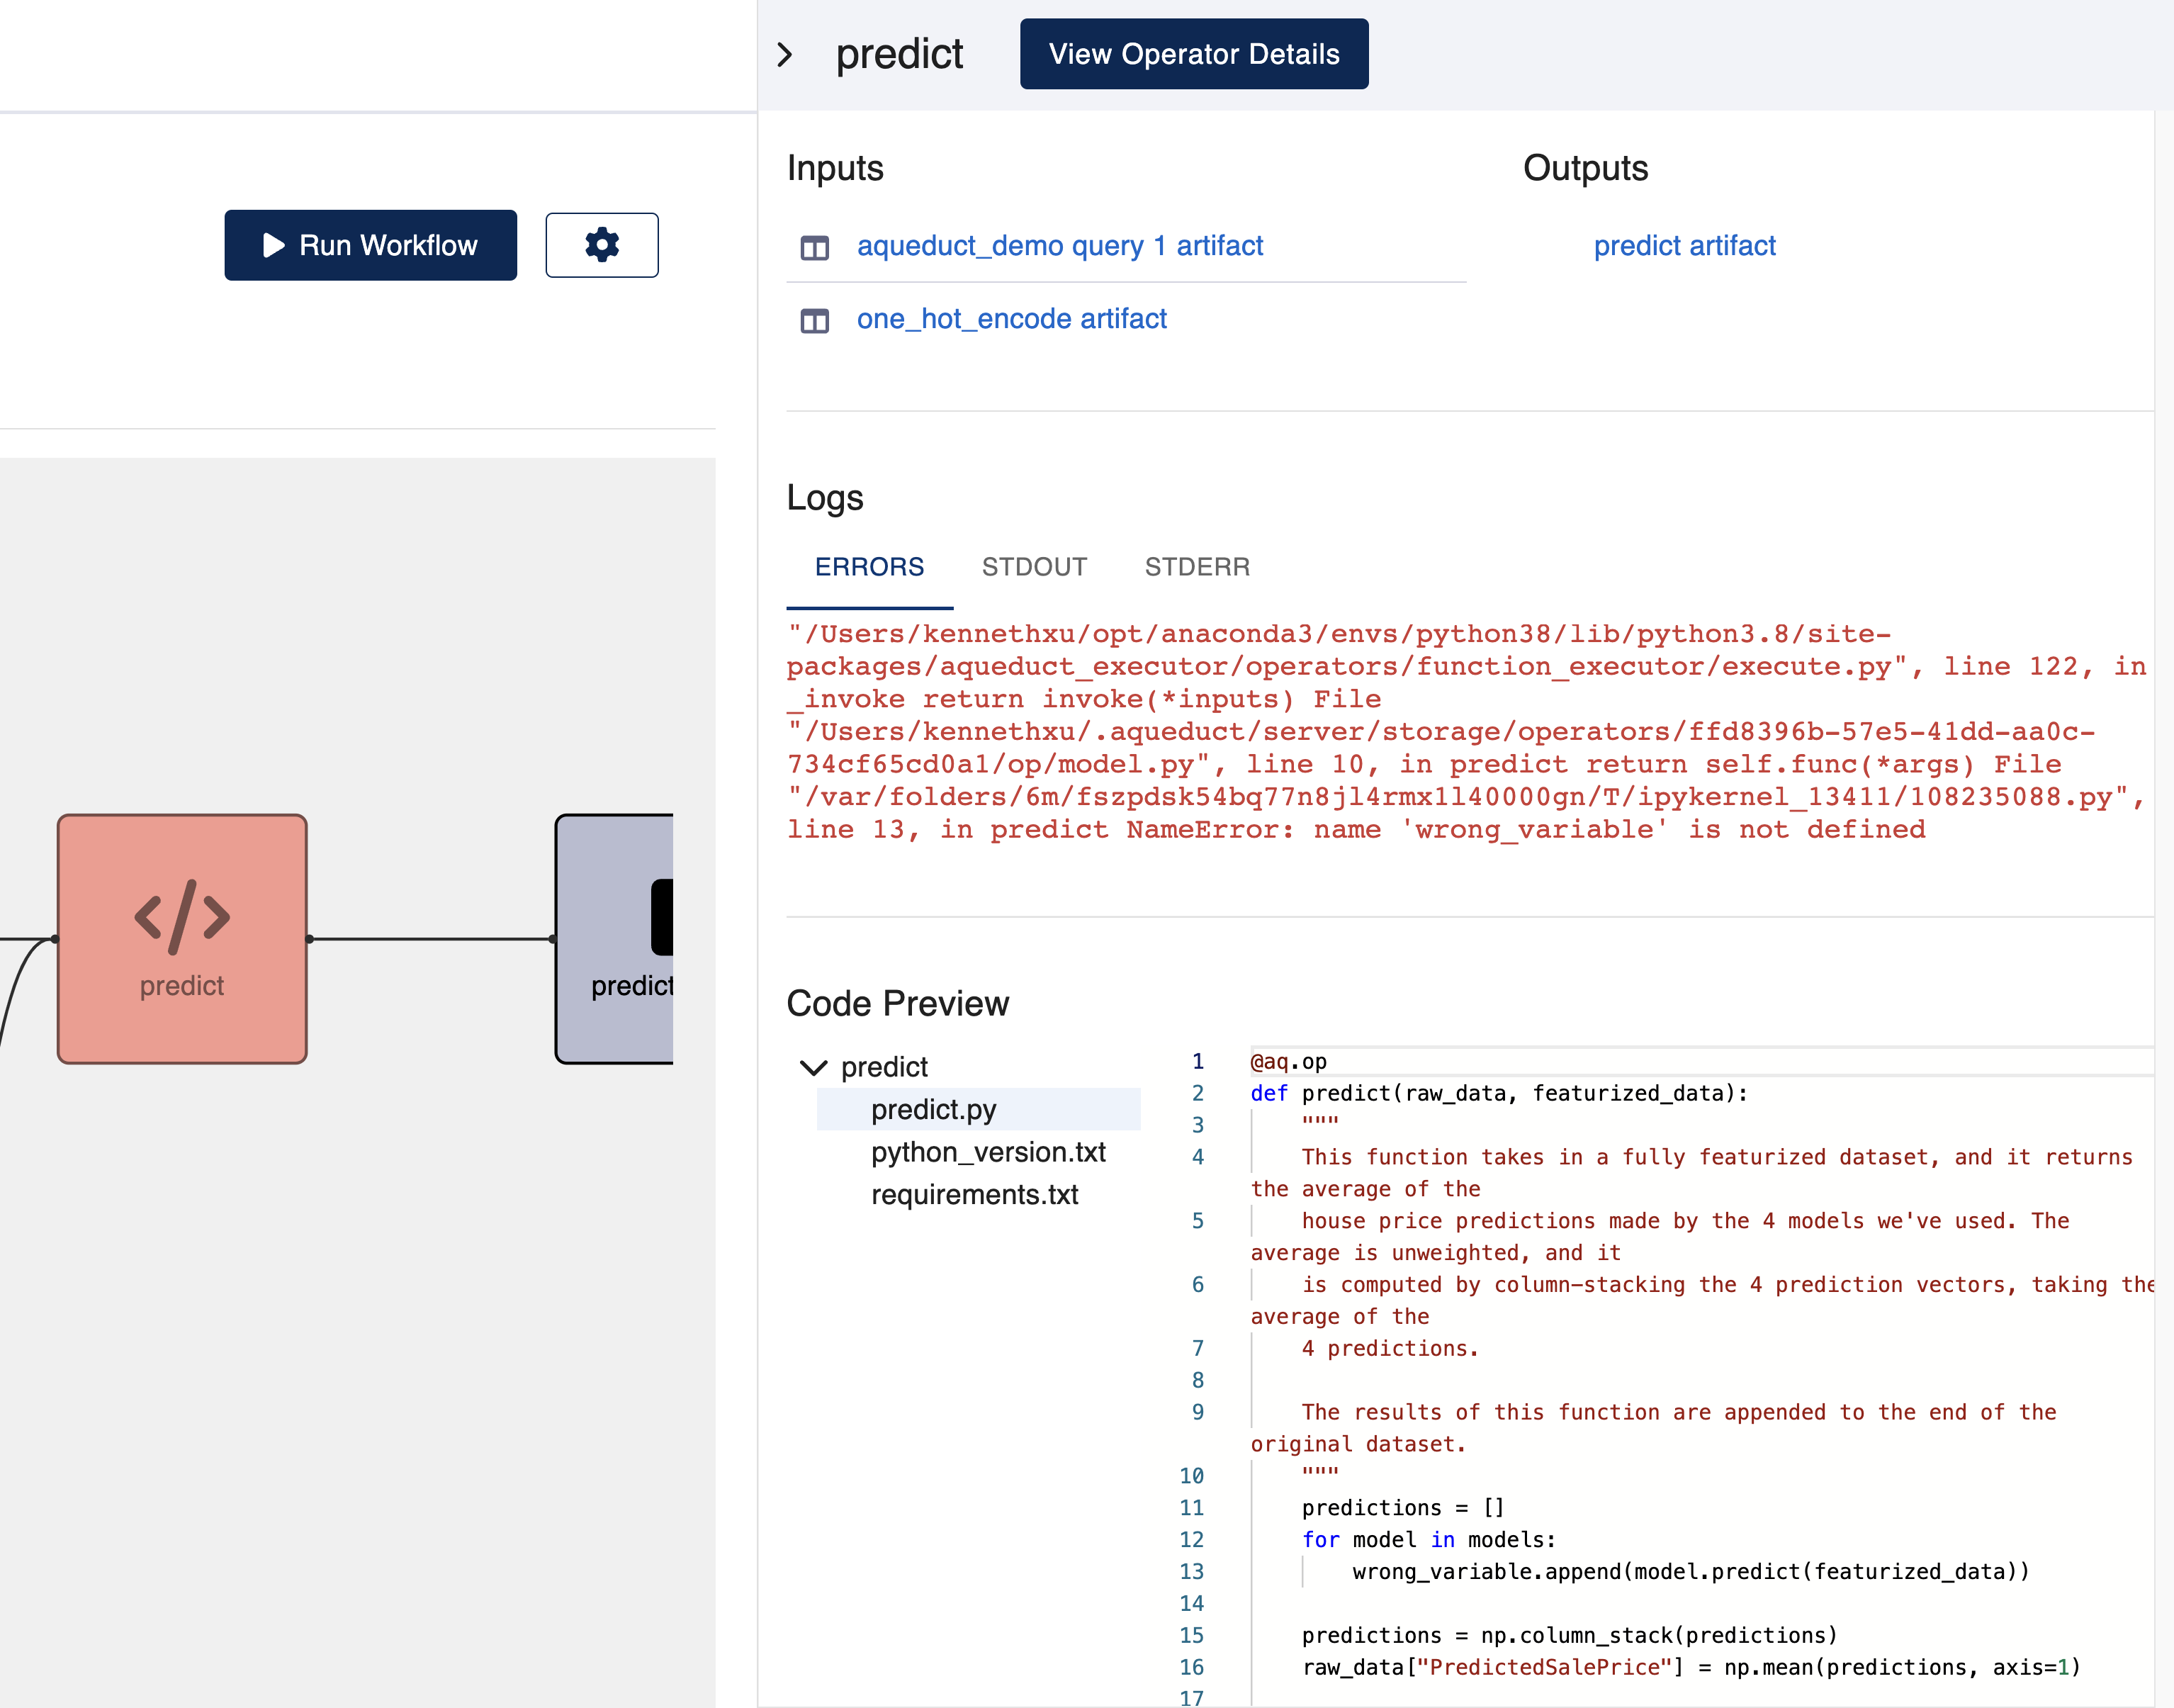 predict
View Operator Details
Inputs
Outputs
Run Workflow
aqueduct_demo query 1 artifact
predict artifact
one_hot_encode artifact
Logs
ERRORS STDOUT STDERR
"/Users/kennethxu/opt/anaconda3/envs/python38/lib/python3.8/site-
packages/aqueduct_executor/operators/function_executor/execute.py", line 122, in
_invoke return invoke(*inputs) File
"/Users/kennethxu/.aqueduct/server/storage/operators/ffd8396b-57e5-41dd-aa0c-
734cf65cd0a1/op/model.py", line 10, in predict return self.func(*args) File
"/var/folders/6m/fszpdsk54bq77n8jl4rmx1l40000gn/T/ipykernel_13411/108235088.py",
line 13, in predict NameError: name 'wrong_variable' is not defined
</> 
predict
predict
Code Preview
predict
predict.py
python_version.txt
requirements.txt
1 @aq.op
2 def predict(raw_data, featurized_data):
3 """
4 This function takes in a fully featurized dataset, and it returns
the average of the
5 house price predictions made by the 4 models we've used. The
average is unweighted, and it
6 is computed by column-stacking the 4 prediction vectors, taking the
average of the
7 4 predictions.
8
9 The results of this function are appended to the end of the
original dataset.
10 """
11 predictions = []
12 for model in models:
13 wrong_variable.append(model.predict(featurized_data))
14
15 predictions = np.column_stack(predictions)
16 raw_data["PredictedSalePrice"] = np.mean(predictions, axis=1)
17